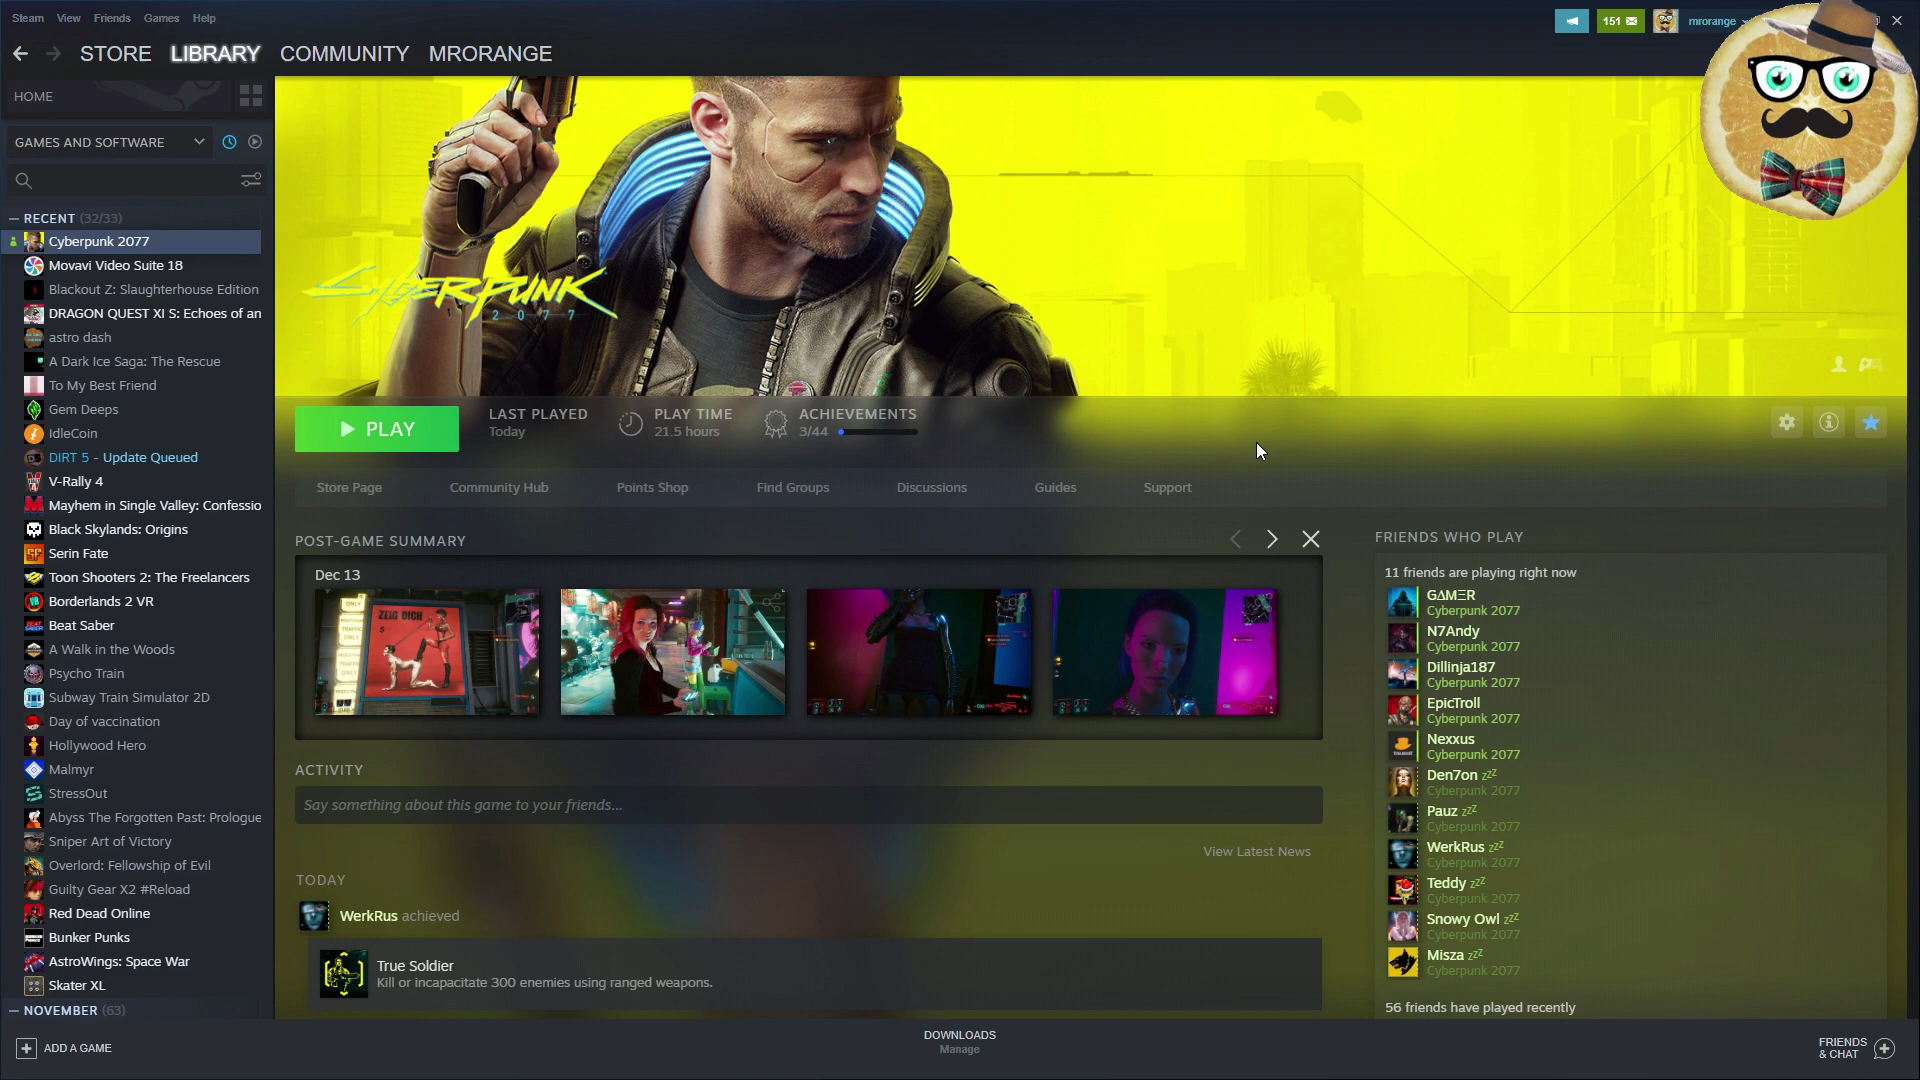 Steam View Friends Games Help
151
mrorange
STORE LIBRARY COMMUNITY MRORANGE
HOME
GAMES AND SOFTWARE
RECENT (32/33)
Cyberpunk 2077
Movavi Video Suite 18
Blackout Z: Slaughterhouse Edition
DRAGON QUEST XI S: Echoes of an
astro dash
A Dark Ice Saga: The Rescue
To My Best Friend
Gem Deeps
IdleCoin
DIRT 5 - Update Queued
V-Rally 4
Mayhem in Single Valley: Confessio
Black Skylands: Origins
Serin Fate
Toon Shooters 2: The Freelancers
Borderlands 2 VR
Beat Saber
A Walk in the Woods
Psycho Train
Subway Train Simulator 2D
Day of vaccination
Hollywood Hero
Malmyr
StressOut
Abyss The Forgotten Past: Prologue
Sniper Art of Victory
Overlord: Fellowship of Evil
Guilty Gear X2 #Reload
Red Dead Online
Bunker Punks
AstroWings: Space War
Skater XL
NOVEMBER (63)
ADD A GAME
CYBERPUNK
2077
PLAY
LAST PLAYED
Today
PLAY TIME
21.5 hours
ACHIEVEMENTS
3/44
Store Page Community Hub Points Shop Find Groups Discussions Guides Support
POST-GAME SUMMARY
Dec 13
ZEIG DICH
ACTIVITY
Say something about this game to your friends...
View Latest News
TODAY
WerkRus achieved
True Soldier
Kill or incapacitate 300 enemies using ranged weapons.
FRIENDS WHO PLAY
11 friends are playing right now
GΔMΞR
Cyberpunk 2077
N7Andy
Cyberpunk 2077
Dillinja187
Cyberpunk 2077
EpicTroll
Cyberpunk 2077
Nexxus
Cyberpunk 2077
Den7on zzz
Cyberpunk 2077
Pauz zzz
Cyberpunk 2077
WerkRus zzz
Cyberpunk 2077
Teddy zzz
Cyberpunk 2077
Snowy Owl zzz
Cyberpunk 2077
Misza zzz
Cyberpunk 2077
56 friends have played recently
DOWNLOADS
Manage
FRIENDS
& CHAT